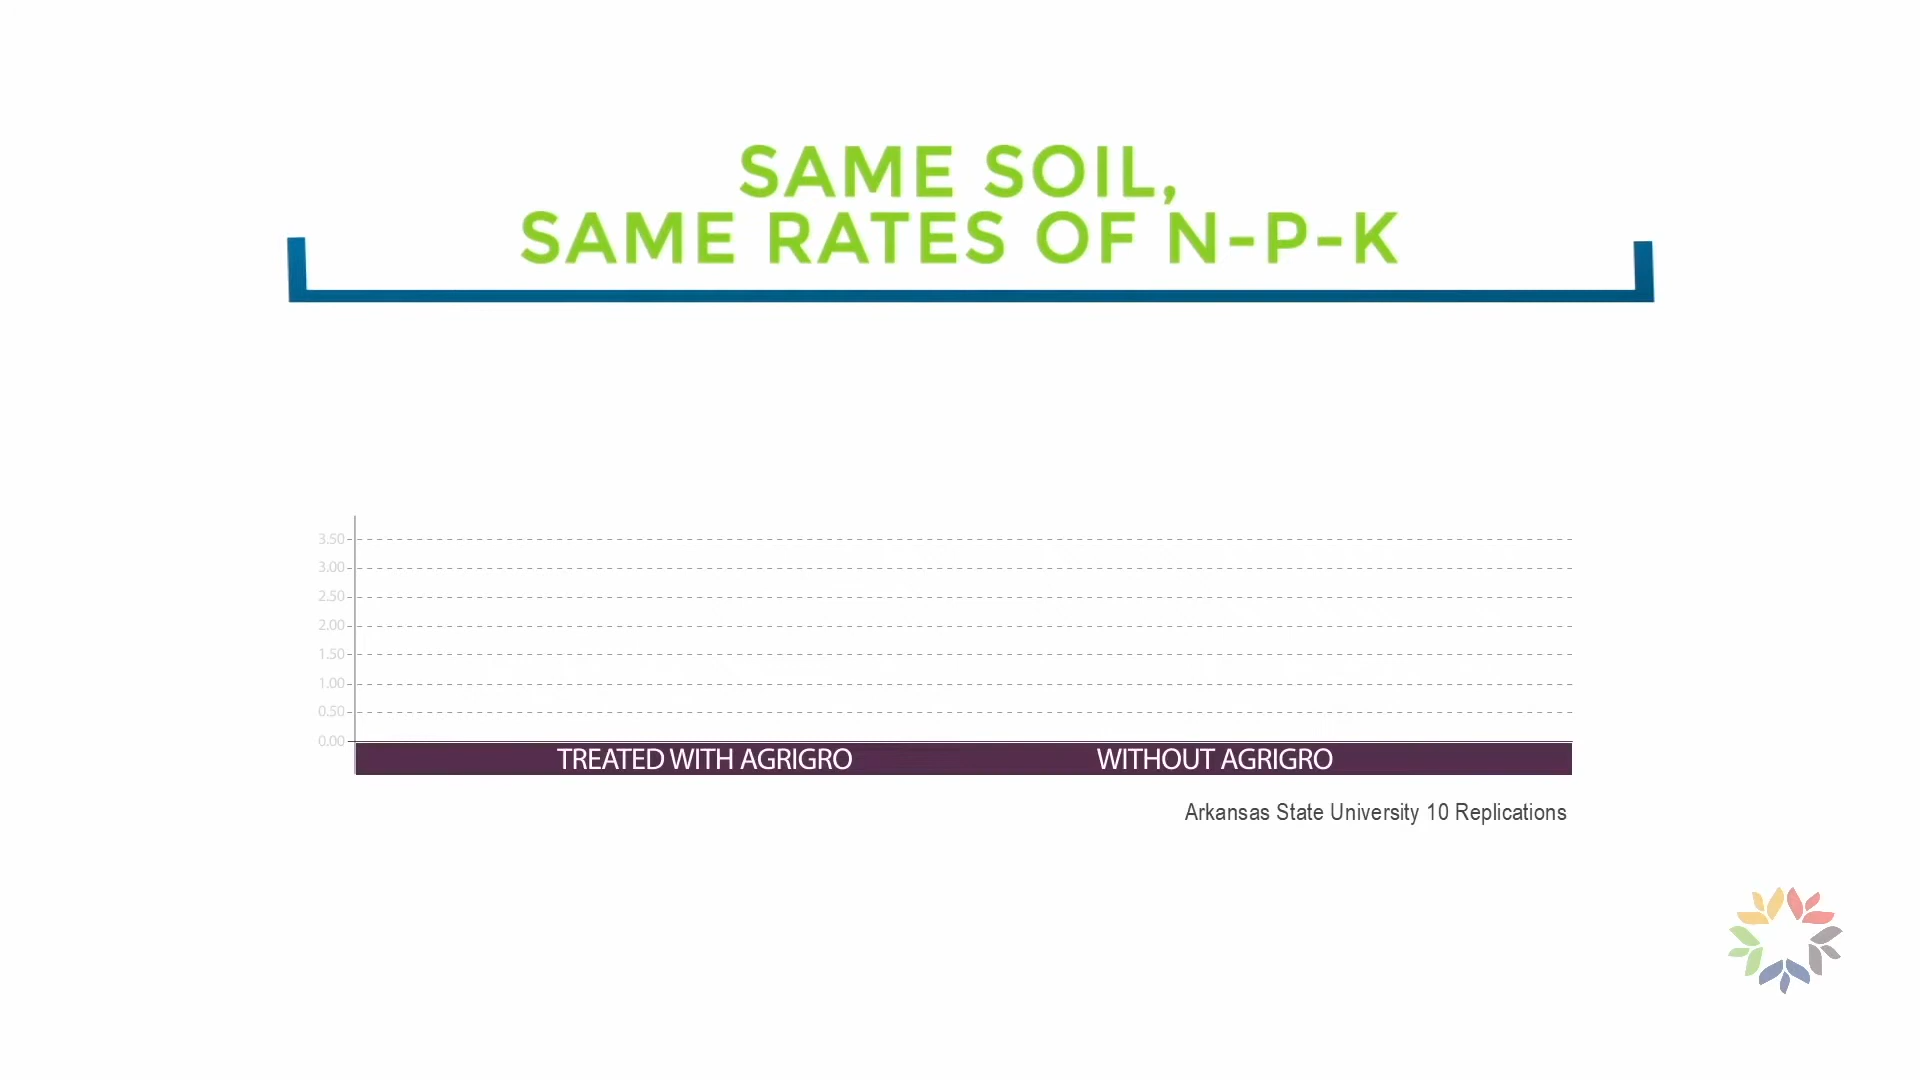 SAME SOIL,
SAME RATES OF N-P-K
3.50
3.00
2.50
2.00
1.50
1.00
0.50
0.00
TREATED WITH AGRIGRO
WITHOUT AGRIGRO
Arkansas State University 10 Replications